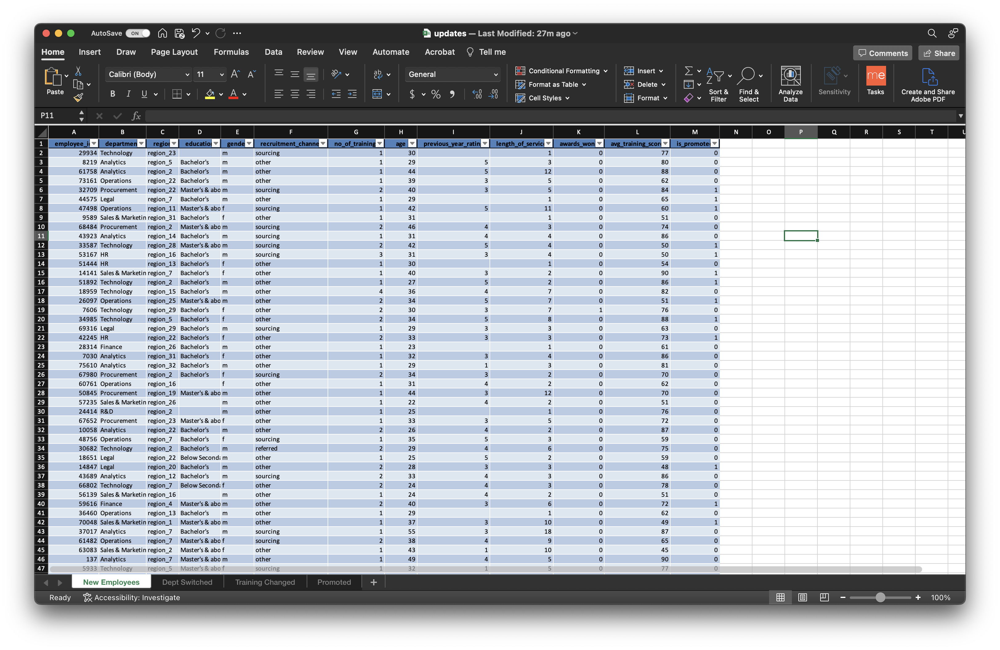 AutoSave ON updates — Last Modified: 27m ago
Home Insert Draw Page Layout Formulas Data Review View Automate Acrobat Tell me Comments Share
Paste Calibri (Body) 11 General Conditional Formatting Format as Table Cell Styles Insert Delete Format Sort & Filter Find & Select Analyze Data Sensitivity me Tasks Create and Share Adobe PDF
P11 fx
A B C D E F G H I J K L M N O P Q R S T U
1 employee_i departmen region education gende recruitment_channe no_of_training age previous_year_ratin length_of_servic awards_won avg_training_scor is_promote
2 29934 Technology region_23 m sourcing 1 30 1 0 77 0
3 8219 Analytics region_5 Bachelor's m other 1 29 5 3 0 80 0
4 61758 Analytics region_2 Bachelor's m other 1 44 5 12 0 88 0
5 73161 Operations region_22 Bachelor's m other 1 39 3 5 0 62 0
6 32709 Procurement region_22 Master's & abo m sourcing 2 40 3 5 0 84 1
7 44575 Legal region_7 Bachelor's m other 1 29 1 0 65 1
8 47498 Operations region_11 Master's & abo f sourcing 1 42 5 11 0 60 1
9 9589 Sales & Marketin region_31 Bachelor's f other 1 31 1 0 51 0
10 68484 Procurement region_2 Master's & abo m sourcing 2 46 4 3 0 74 0
11 43923 Analytics region_14 Bachelor's m sourcing 1 31 4 4 0 86 0
12 33587 Technology region_28 Master's & abo m sourcing 2 42 5 4 0 50 1
13 53167 HR region_16 Bachelor's m sourcing 3 31 3 4 0 50 1
14 51444 HR region_13 Bachelor's f other 1 30 1 0 54 0
15 14141 Sales & Marketin region_7 Bachelor's f other 1 40 3 2 0 90 1
16 51892 Technology region_2 Bachelor's m other 1 27 5 2 0 86 1
17 18959 Technology region_15 Bachelor's m other 4 36 4 7 0 82 0
18 26097 Operations region_25 Master's & abo m other 2 34 5 7 0 51 1
19 7606 Technology region_29 Bachelor's f other 2 30 3 7 1 76 0
20 34985 Technology region_5 Bachelor's f other 2 34 5 8 0 88 1
21 69316 Legal region_29 Bachelor's m sourcing 1 29 3 3 0 63 0
22 42245 HR region_22 Bachelor's f other 2 33 3 3 0 73 1
23 28314 Finance region_26 Bachelor's m other 1 23 1 0 61 0
24 7030 Analytics region_31 Bachelor's f other 1 32 3 4 0 86 0
25 75610 Analytics region_32 Bachelor's m other 1 29 1 3 0 81 0
26 67980 Procurement region_2 Bachelor's f sourcing 2 34 3 2 0 70 0
27 60761 Operations region_16 f other 1 31 4 2 0 62 0
28 50845 Procurement region_19 Master's & abo m other 1 44 3 12 0 70 0
29 57235 Sales & Marketin region_26 m other 1 22 4 2 0 51 0
30 24414 R&D region_2 m other 1 25 1 0 76 0
31 67652 Procurement region_23 Master's & abo f other 1 33 3 5 0 72 0
32 10058 Analytics region_22 Bachelor's m other 2 26 4 2 0 87 0
33 48756 Operations region_7 Bachelor's f sourcing 1 35 5 3 0 59 0
34 30682 Technology region_2 Bachelor's m referred 2 29 4 6 0 75 0
35 18651 Legal region_22 Below Seconda m other 1 25 5 2 0 59 0
36 14847 Legal region_20 Bachelor's m other 2 28 3 3 0 48 1
37 43689 Analytics region_12 Bachelor's m sourcing 2 33 4 3 0 86 0
38 66802 Technology region_7 Below Seconda f other 2 24 4 3 0 78 0
39 56139 Sales & Marketin region_16 m other 1 24 4 2 0 51 0
40 59616 Finance region_4 Master's & abo m other 2 40 3 6 0 72 1
41 36460 Operations region_13 Bachelor's m other 1 29 1 0 62 0
42 70048 Sales & Marketin region_1 Master's & abo m other 1 37 3 10 0 49 1
43 37017 Analytics region_7 Bachelor's m sourcing 1 55 3 18 0 87 0
44 61482 Operations region_7 Master's & abo f sourcing 2 38 4 9 0 65 0
45 63083 Sales & Marketin region_2 Master's & abo f other 1 43 1 10 0 45 0
46 137 Analytics region_7 Master's & abo m other 1 49 4 5 0 90 0
47 5933 Technology region_5 Master's & abo f sourcing 1 32 1 5 0 77 0
New Employees Dept Switched Training Changed Promoted +
Ready Accessibility: Investigate 100%